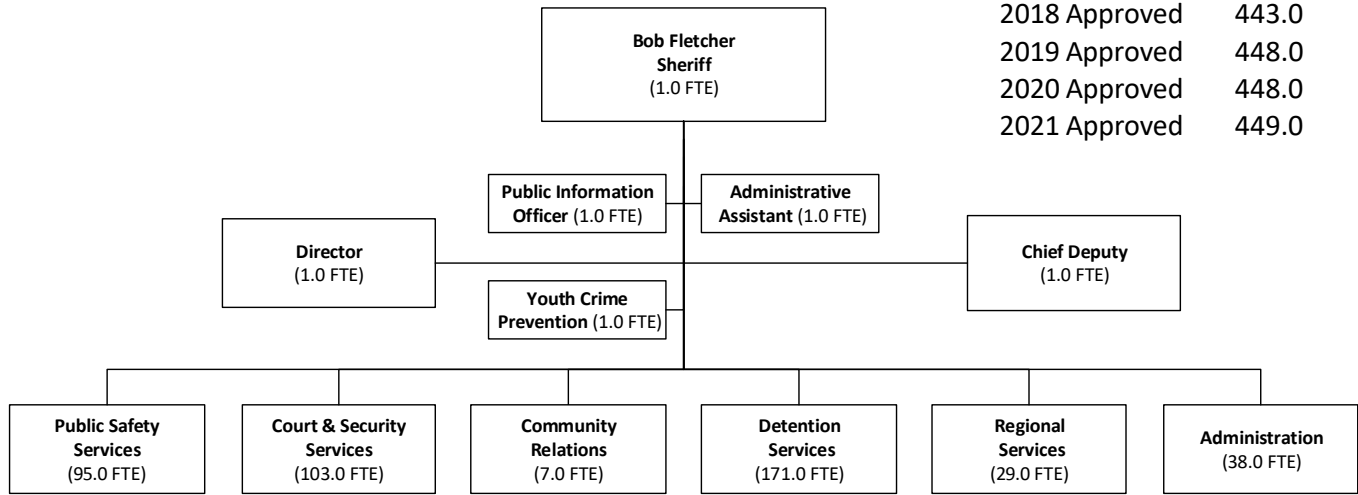 2018 Approved 443.0
2019 Approved 448.0
2020 Approved 448.0
2021 Approved 449.0
Bob Fletcher
Sheriff
(1.0 FTE)
Public Information
Officer (1.0 FTE)
Administrative
Assistant (1.0 FTE)
Director
(1.0 FTE)
Chief Deputy
(1.0 FTE)
Youth Crime
Prevention (1.0 FTE)
Public Safety
Services
(95.0 FTE)
Court & Security
Services
(103.0 FTE)
Community
Relations
(7.0 FTE)
Detention
Services
(171.0 FTE)
Regional
Services
(29.0 FTE)
Administration
(38.0 FTE)